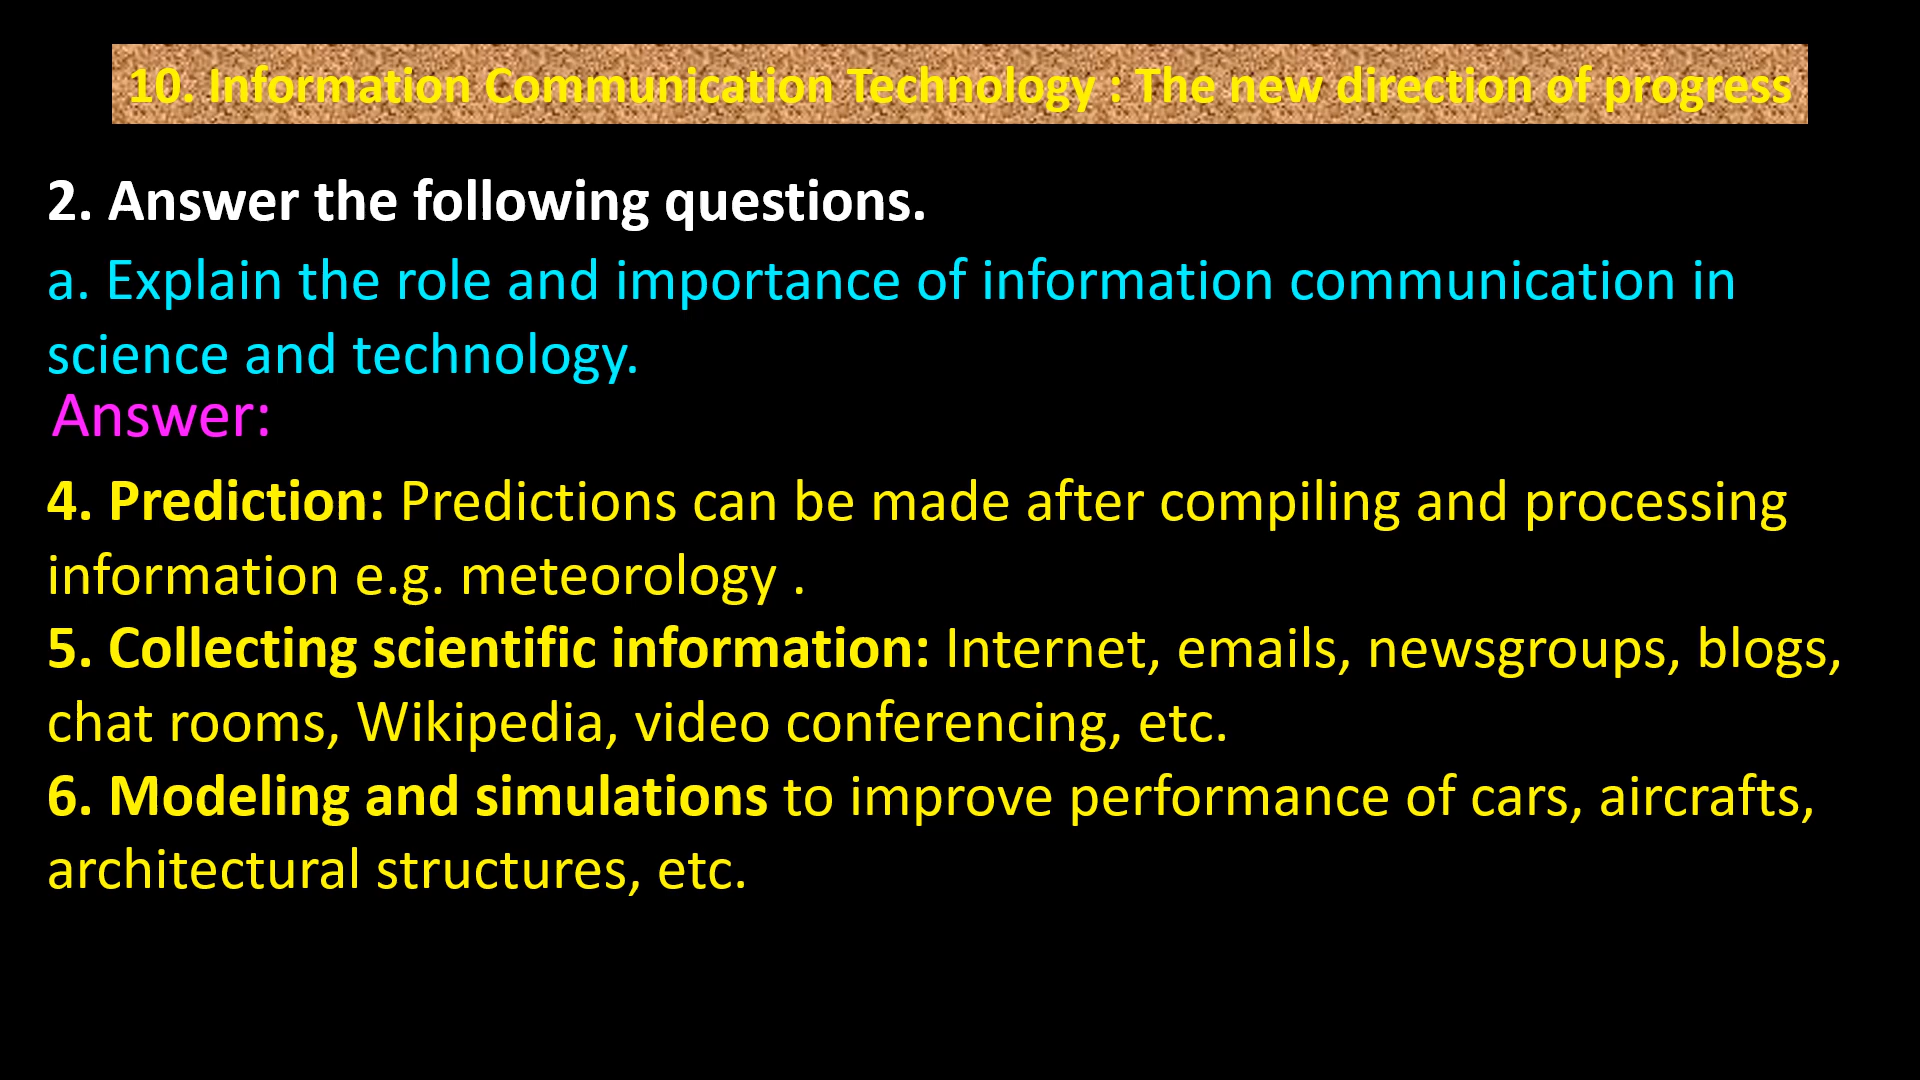 10. Information Communication Technology : The new direction of progress
2. Answer the following questions.
a. Explain the role and importance of information communication in
science and technology.
Answer:
4. Prediction: Predictions can be made after compiling and processing
information e.g. meteorology .
5. Collecting scientific information: Internet, emails, newsgroups, blogs,
chat rooms, Wikipedia, video conferencing, etc.
6. Modeling and simulations to improve performance of cars, aircrafts,
architectural structures, etc.